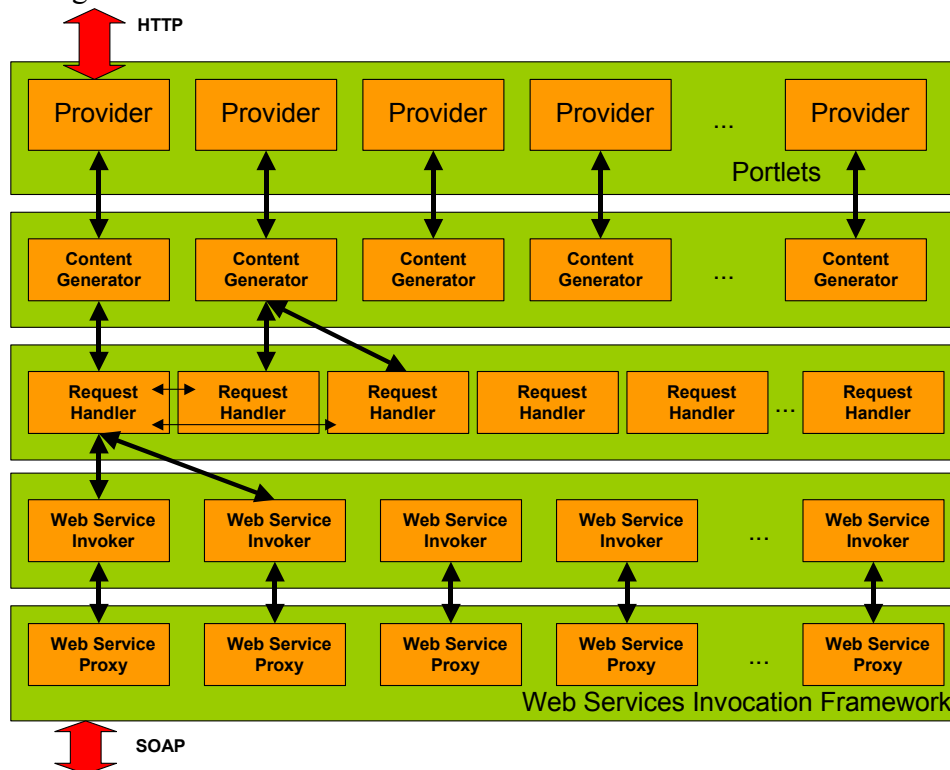 HTTP
Provider Provider Provider Provider ... Provider
Portlets
Content Content Content Content Content
Generator Generator Generator Generator ... Generator
Request Request Request Request Request Request
Handler Handler Handler Handler Handler ... Handler
Web Service Web Service Web Service Web Service Web Service
Invoker Invoker Invoker Invoker ... Invoker
Web Service Web Service Web Service Web Service Web Service
Proxy Proxy Proxy Proxy ... Proxy
Web Services Invocation Framework
SOAP